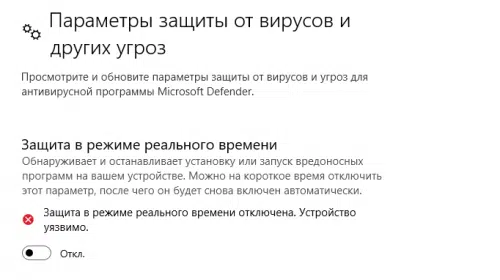 Параметры защиты от вирусов и
других угроз
Просмотрите и обновите параметры защиты от вирусов и угроз для
антивирусной программы Microsoft Defender.
Защита в режиме реального времени
Обнаруживает и останавливает установку или запуск вредоносных
программ на вашем устройстве. Можно на короткое время отключить
этот параметр, после чего он будет снова включен автоматически.
Защита в режиме реального времени отключена. Устройство
уязвимо.
Откл.